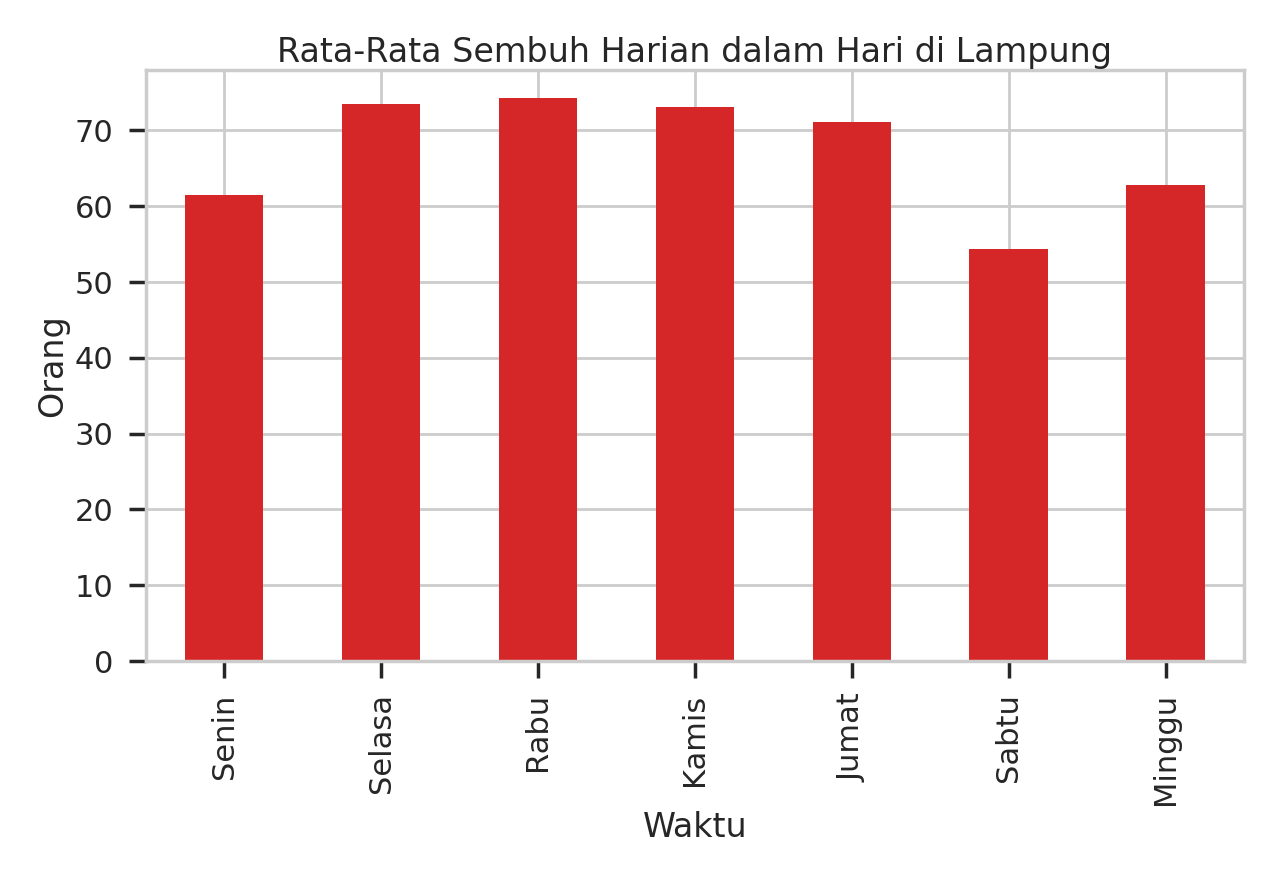 Rata-Rata Sembuh Harian dalam Hari di Lampung
Orang
70
60
50
40
30
20
10
0
Senin
Selasa
Rabu
Kamis
Jumat
Sabtu
Minggu
Waktu